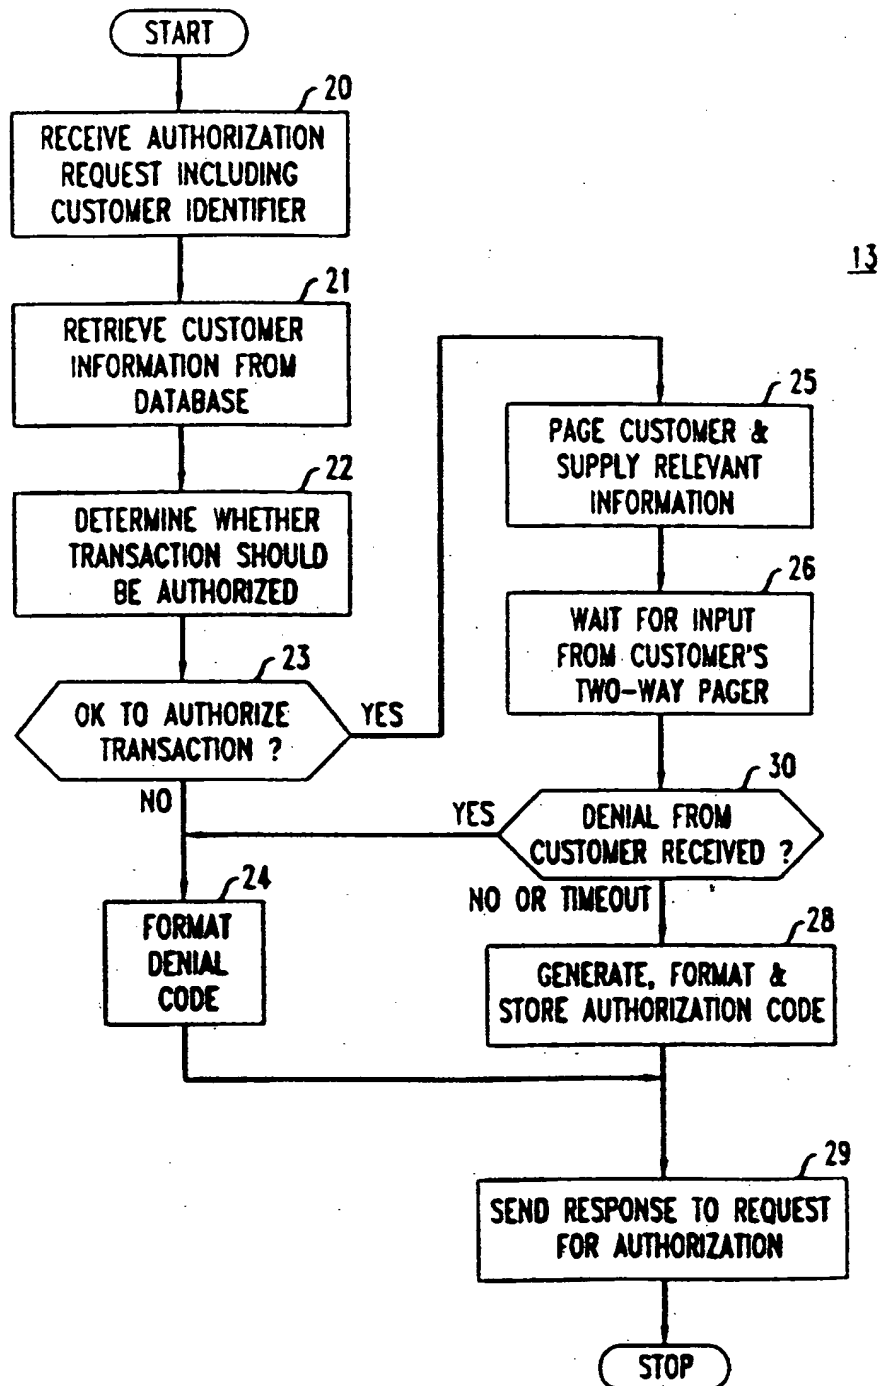 START
20
RECEIVE AUTHORIZATION
REQUEST INCLUDING
CUSTOMER IDENTIFIER
13
21
RETRIEVE CUSTOMER
INFORMATION FROM
DATABASE
22
DETERMINE WHETHER
TRANSACTION SHOULD
BE AUTHORIZED
23
OK TO AUTHORIZE
TRANSACTION ?
YES
NO
25
PAGE CUSTOMER &
SUPPLY RELEVANT
INFORMATION
26
WAIT FOR INPUT
FROM CUSTOMER'S
TWO-WAY PAGER
30
DENIAL FROM
CUSTOMER RECEIVED ?
YES
NO OR TIMEOUT
24
FORMAT
DENIAL
CODE
28
GENERATE, FORMAT &
STORE AUTHORIZATION CODE
29
SEND RESPONSE TO REQUEST
FOR AUTHORIZATION
STOP